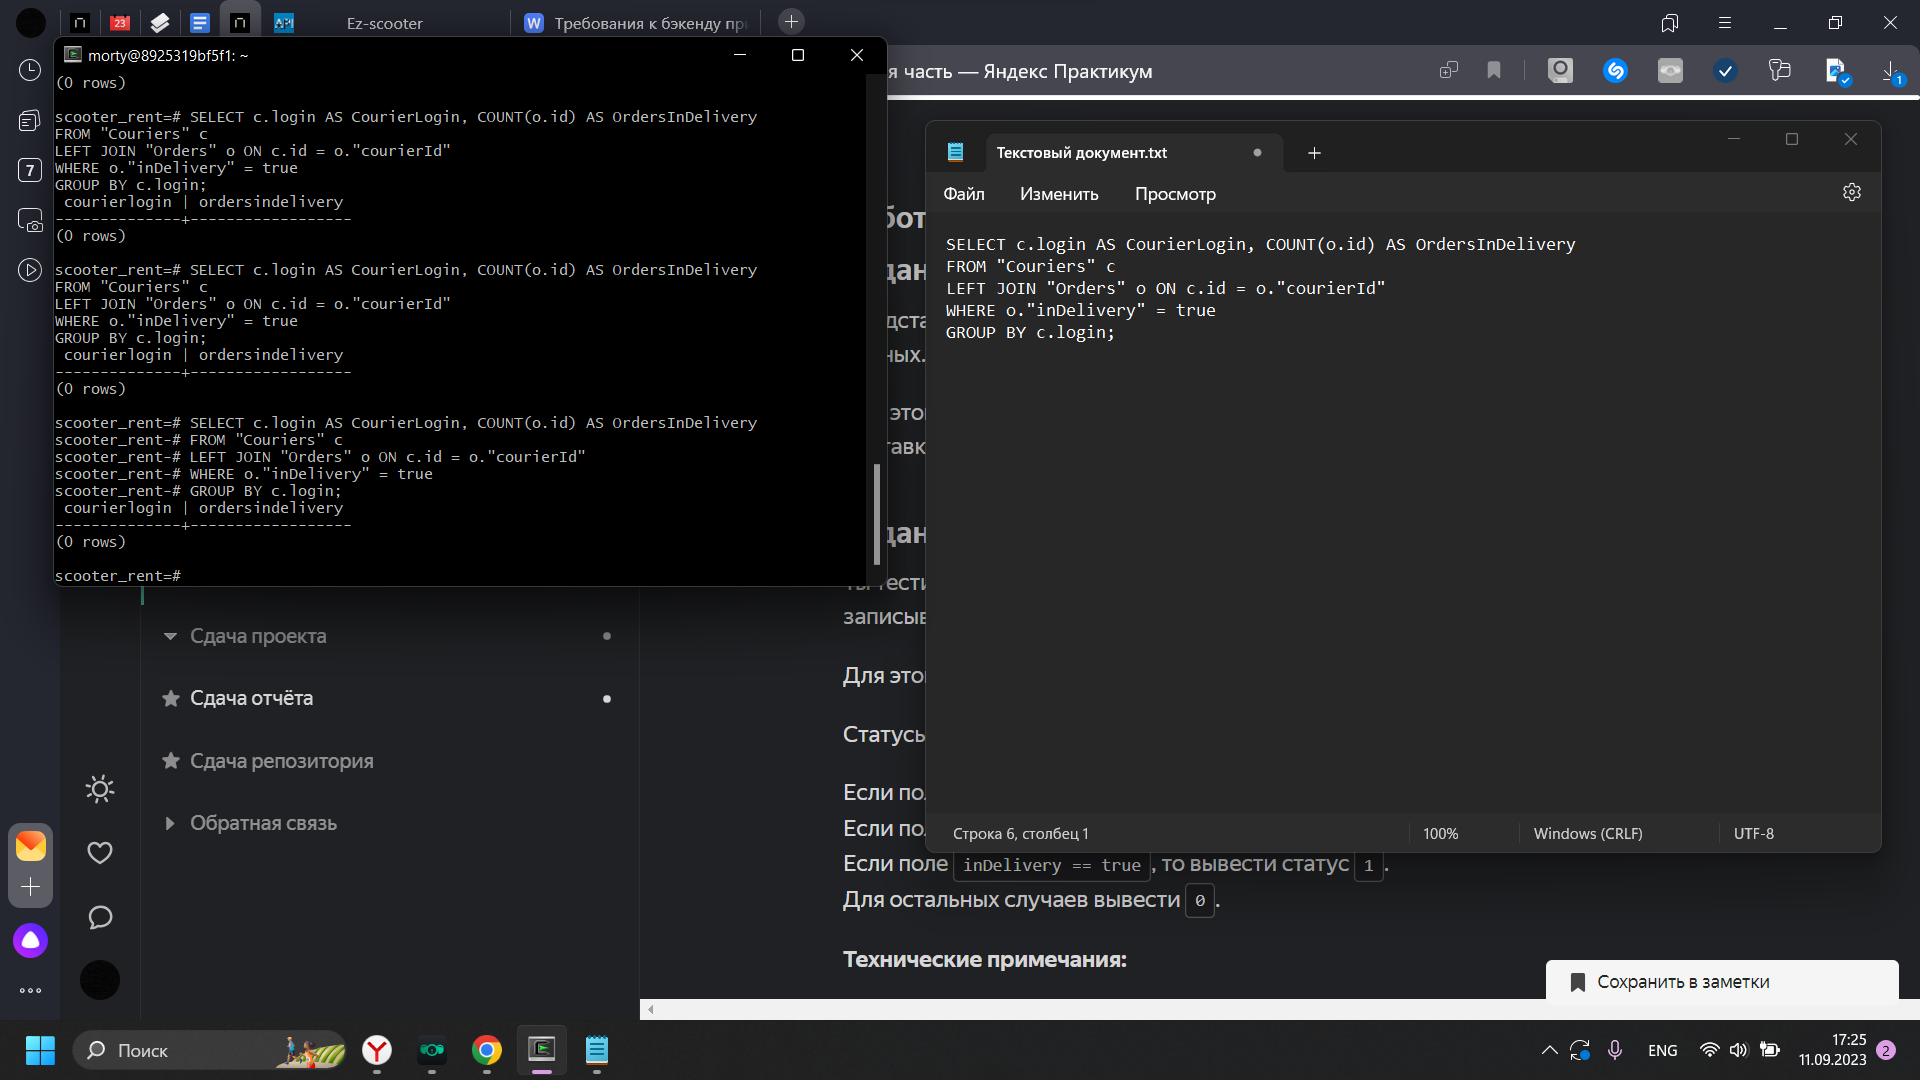 23
API
Ez-scooter
W
Требования к бэкенду пр
morty@8925319bf5f1: ~
я часть — Яндекс Практикум
1
7
(0 rows)
scooter_rent=# SELECT c.login AS CourierLogin, COUNT(o.id) AS OrdersInDelivery
FROM "Couriers" c
LEFT JOIN "Orders" o ON c.id = o."courierId"
WHERE o."inDelivery" = true
GROUP BY c.login;
courierlogin | ordersindelivery
--------------+------------------
(0 rows)
scooter_rent=# SELECT c.login AS CourierLogin, COUNT(o.id) AS OrdersInDelivery
FROM "Couriers" c
LEFT JOIN "Orders" o ON c.id = o."courierId"
WHERE o."inDelivery" = true
GROUP BY c.login;
courierlogin | ordersindelivery
--------------+------------------
(0 rows)
scooter_rent=# SELECT c.login AS CourierLogin, COUNT(o.id) AS OrdersInDelivery
scooter_rent-# FROM "Couriers" c
scooter_rent-# LEFT JOIN "Orders" o ON c.id = o."courierId"
scooter_rent-# WHERE o."inDelivery" = true
scooter_rent-# GROUP BY c.login;
courierlogin | ordersindelivery
--------------+------------------
(0 rows)
scooter_rent=#
Текстовый документ.txt
Файл Изменить Просмотр
SELECT c.login AS CourierLogin, COUNT(o.id) AS OrdersInDelivery
FROM "Couriers" c
LEFT JOIN "Orders" o ON c.id = o."courierId"
WHERE o."inDelivery" = true
GROUP BY c.login;
Строка 6, столбец 1
100%
Windows (CRLF)
UTF-8
Сдача проекта
Сдача отчёта
Сдача репозитория
Обратная связь
записыв
Для это
Статусь
Если по
Если по
Если поле inDelivery == true, то вывести статус 1.
Для остальных случаев вывести 0.
Технические примечания:
Сохранить в заметки
Поиск
ENG
17:25
11.09.2023
2